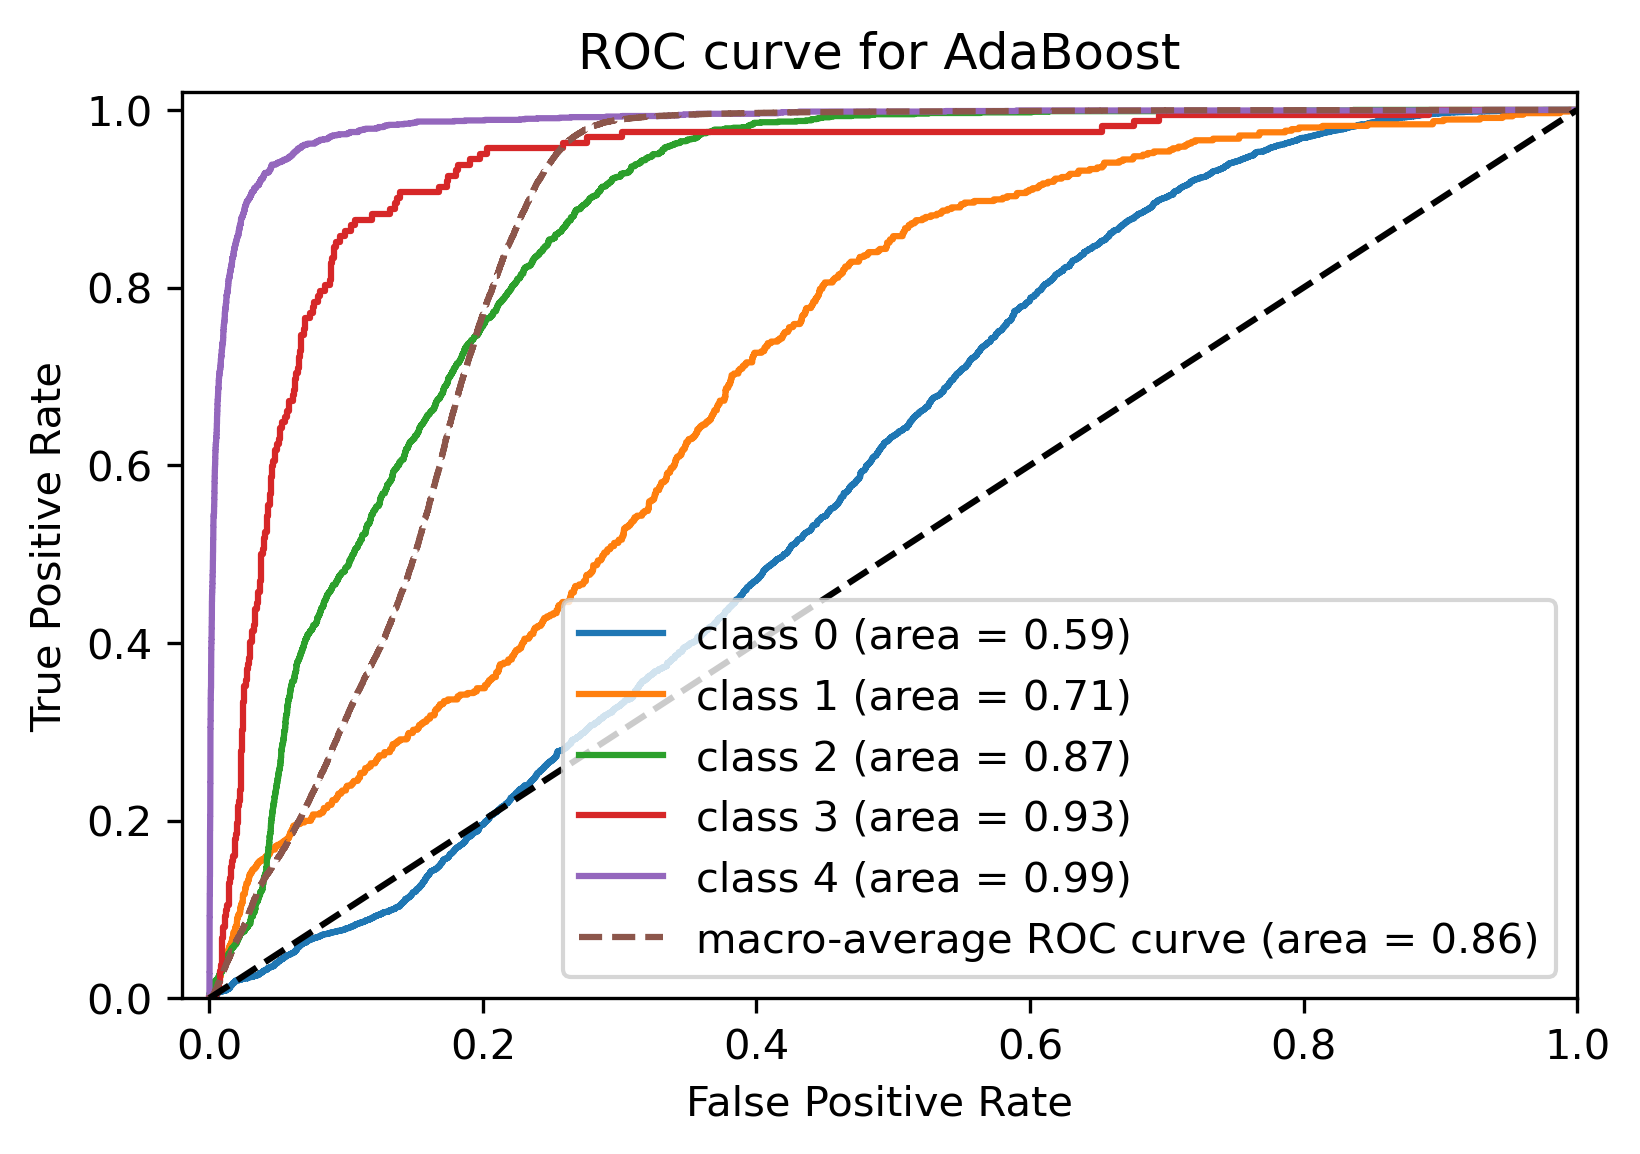 ROC curve for AdaBoost
True Positive Rate
1.0
0.8
0.6
0.4
0.2
0.0
class 0 (area = 0.59)
class 1 (area = 0.71)
class 2 (area = 0.87)
class 3 (area = 0.93)
class 4 (area = 0.99)
macro-average ROC curve (area = 0.86)
0.0 0.2 0.4 0.6 0.8 1.0
False Positive Rate